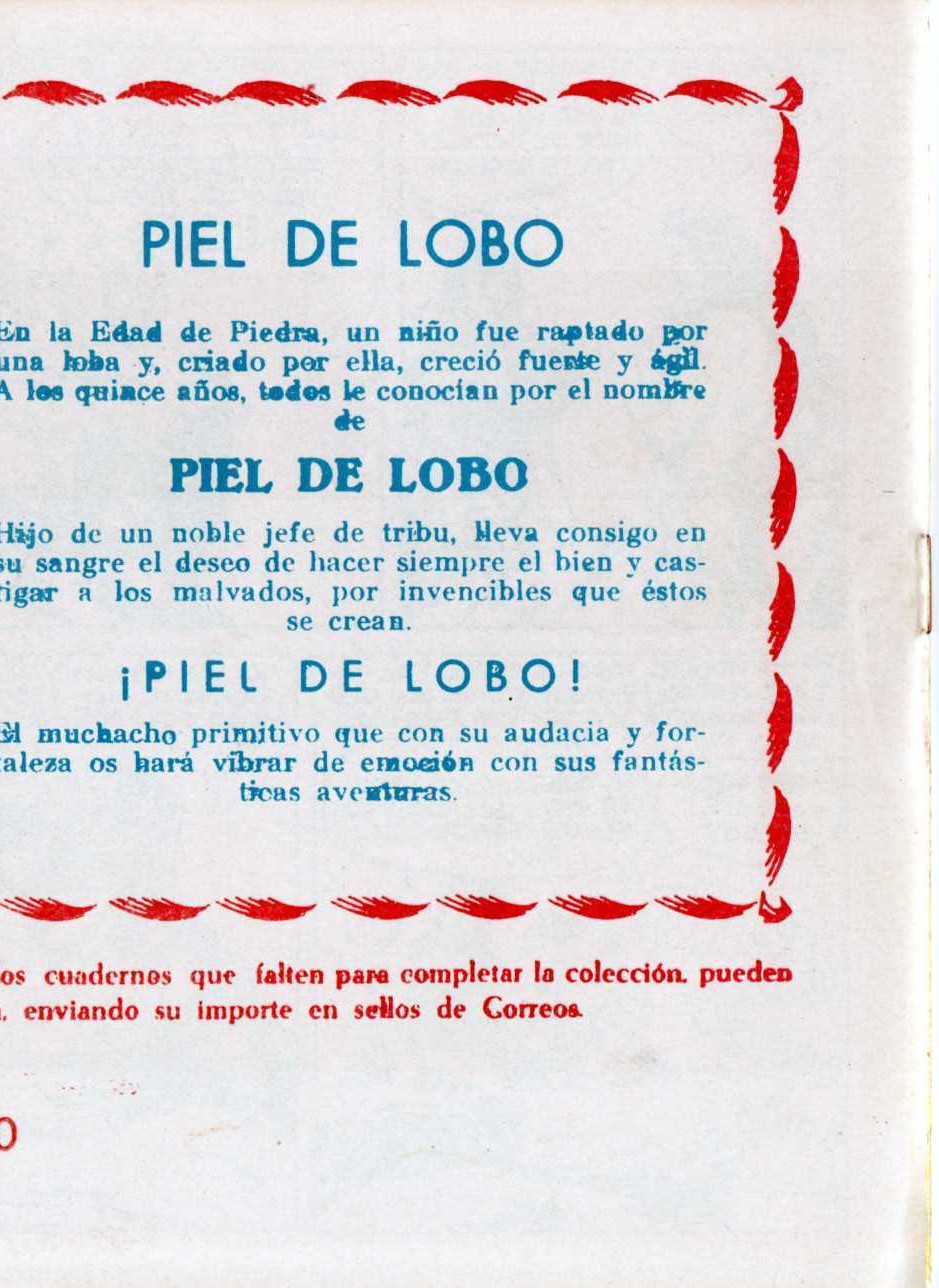 PIEL DE LOBO
En la Edad de Piedra, un niño fue raptado por
una loba y, criado por ella, creció fuerte y ágil.
A los quince años, todos le conocían por el nombre
de
PIEL DE LOBO
Hijo de un noble jefe de tribu, lleva consigo en
su sangre el deseo de hacer siempre el bien y cas-
tigar a los malvados, por invencibles que éstos
se crean.
¡PIEL DE LOBO!
El muchacho primitivo que con su audacia y for-
taleza os hará vibrar de emoción con sus fantás-
ticas aventuras.
os cuadernos que falten para completar la colección, pueden
, enviando su importe en sellos de Correos.
O